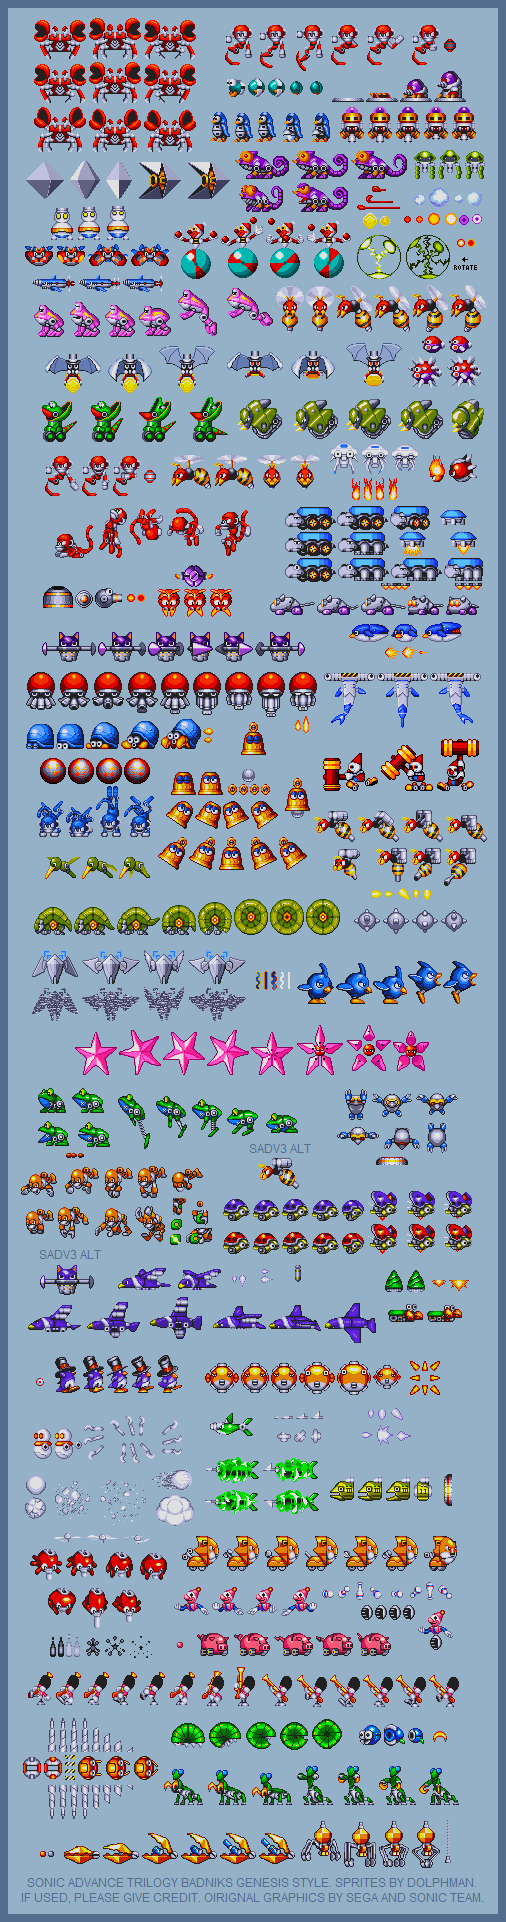 ROTATE
SADV3 ALT
SADV3 ALT
SONIC ADVANCE TRILOGY BADNIKS GENESIS STYLE. SPRITES BY DOLPHMAN.
IF USED, PLEASE GIVE CREDIT. OIRIGNAL GRAPHICS BY SEGA AND SONIC TEAM.